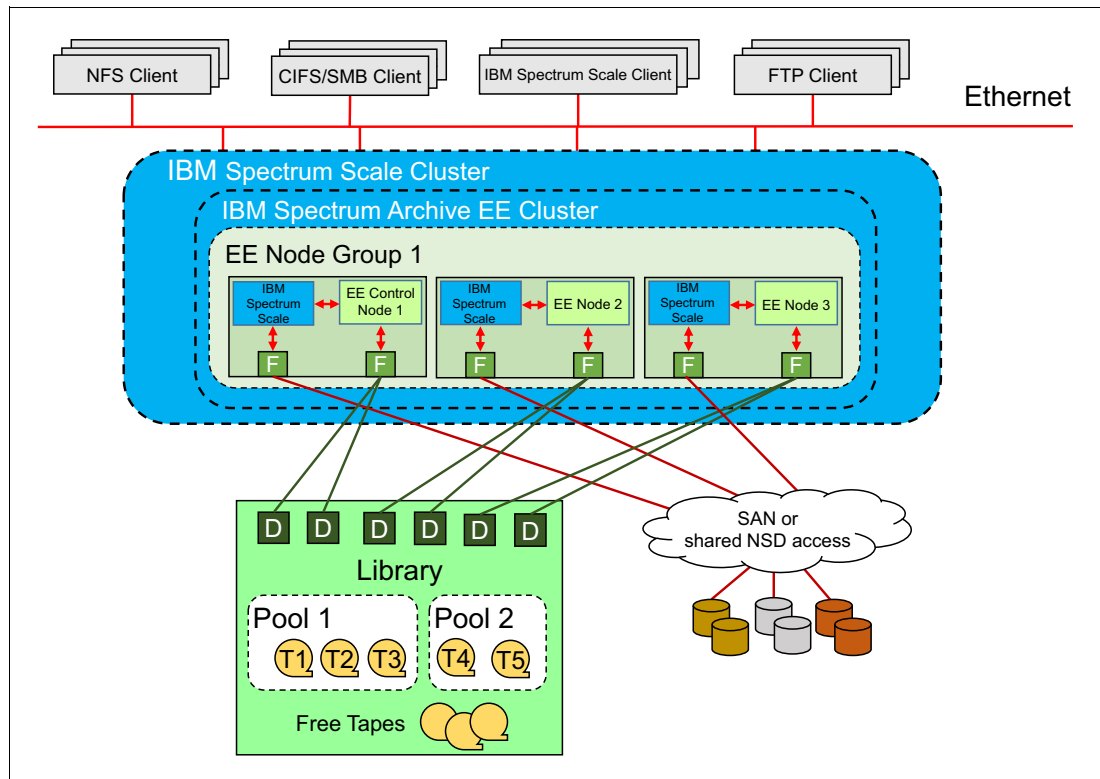 NFS Client
CIFS/SMB Client
IBM Spectrum Scale Client
FTP Client
Ethernet
IBM Spectrum Scale Cluster
IBM Spectrum Archive EE Cluster
EE Node Group 1
IBM
Spectrum
Scale
EE Control
Node 1
IBM
Spectrum
Scale
EE Node 2
IBM
Spectrum
Scale
EE Node 3
F
F
F
F
F
F
D
D
D
D
D
D
SAN or
shared NSD access
Library
Pool 1
Pool 2
T1
T2
T3
T4
T5
Free Tapes